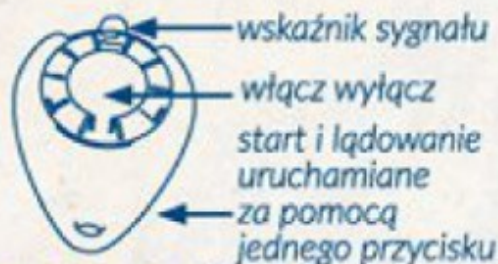 wskaźnik sygnału
włącz wyłącz
start i lądowanie
uruchamiane
za pomocą
jednego przycisku